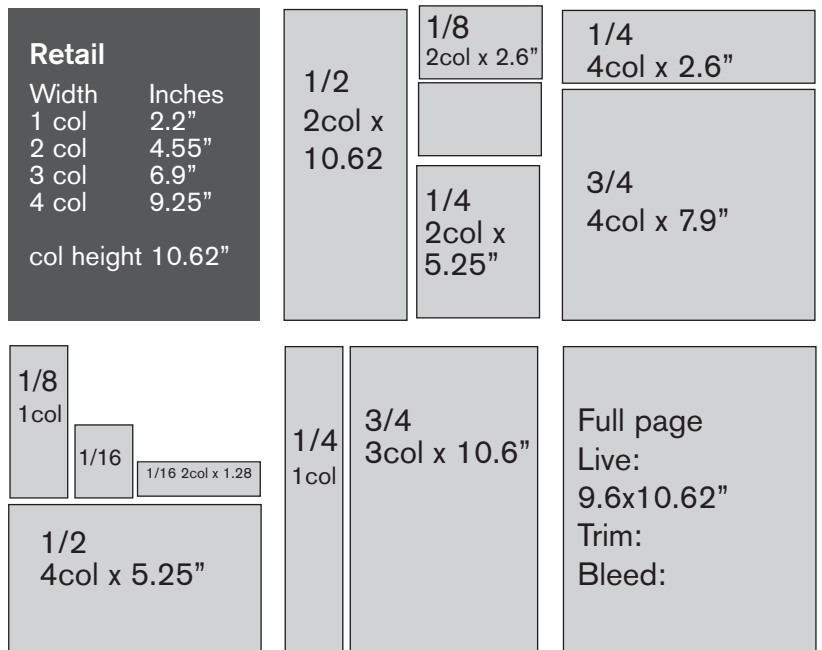 Retail
Width Inches
1 col 2.2”
2 col 4.55”
3 col 6.9”
4 col 9.25”
col height 10.62”
1/2
2col x
10.62
1/8
2col x 2.6”
1/4
2col x
5.25”
1/4
4col x 2.6”
3/4
4col x 7.9”
1/8
1col
1/16
1/16 2col x 1.28
1/2
4col x 5.25”
1/4
1col
3/4
3col x 10.6”
Full page
Live:
9.6x10.62”
Trim:
Bleed: